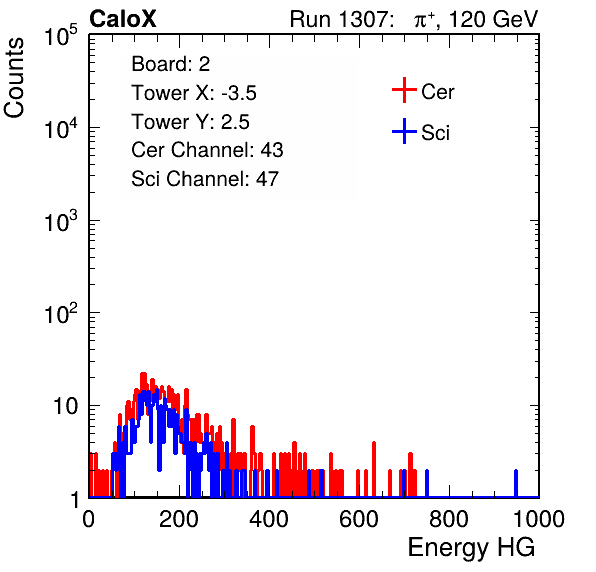 CaloX Run 1307: π⁺, 120 GeV
Counts
Board: 2
Tower X: -3.5
Tower Y: 2.5
Cer Channel: 43
Sci Channel: 47
Cer
Sci
10⁵
10⁴
10³
10²
10
1
0 200 400 600 800 1000
Energy HG